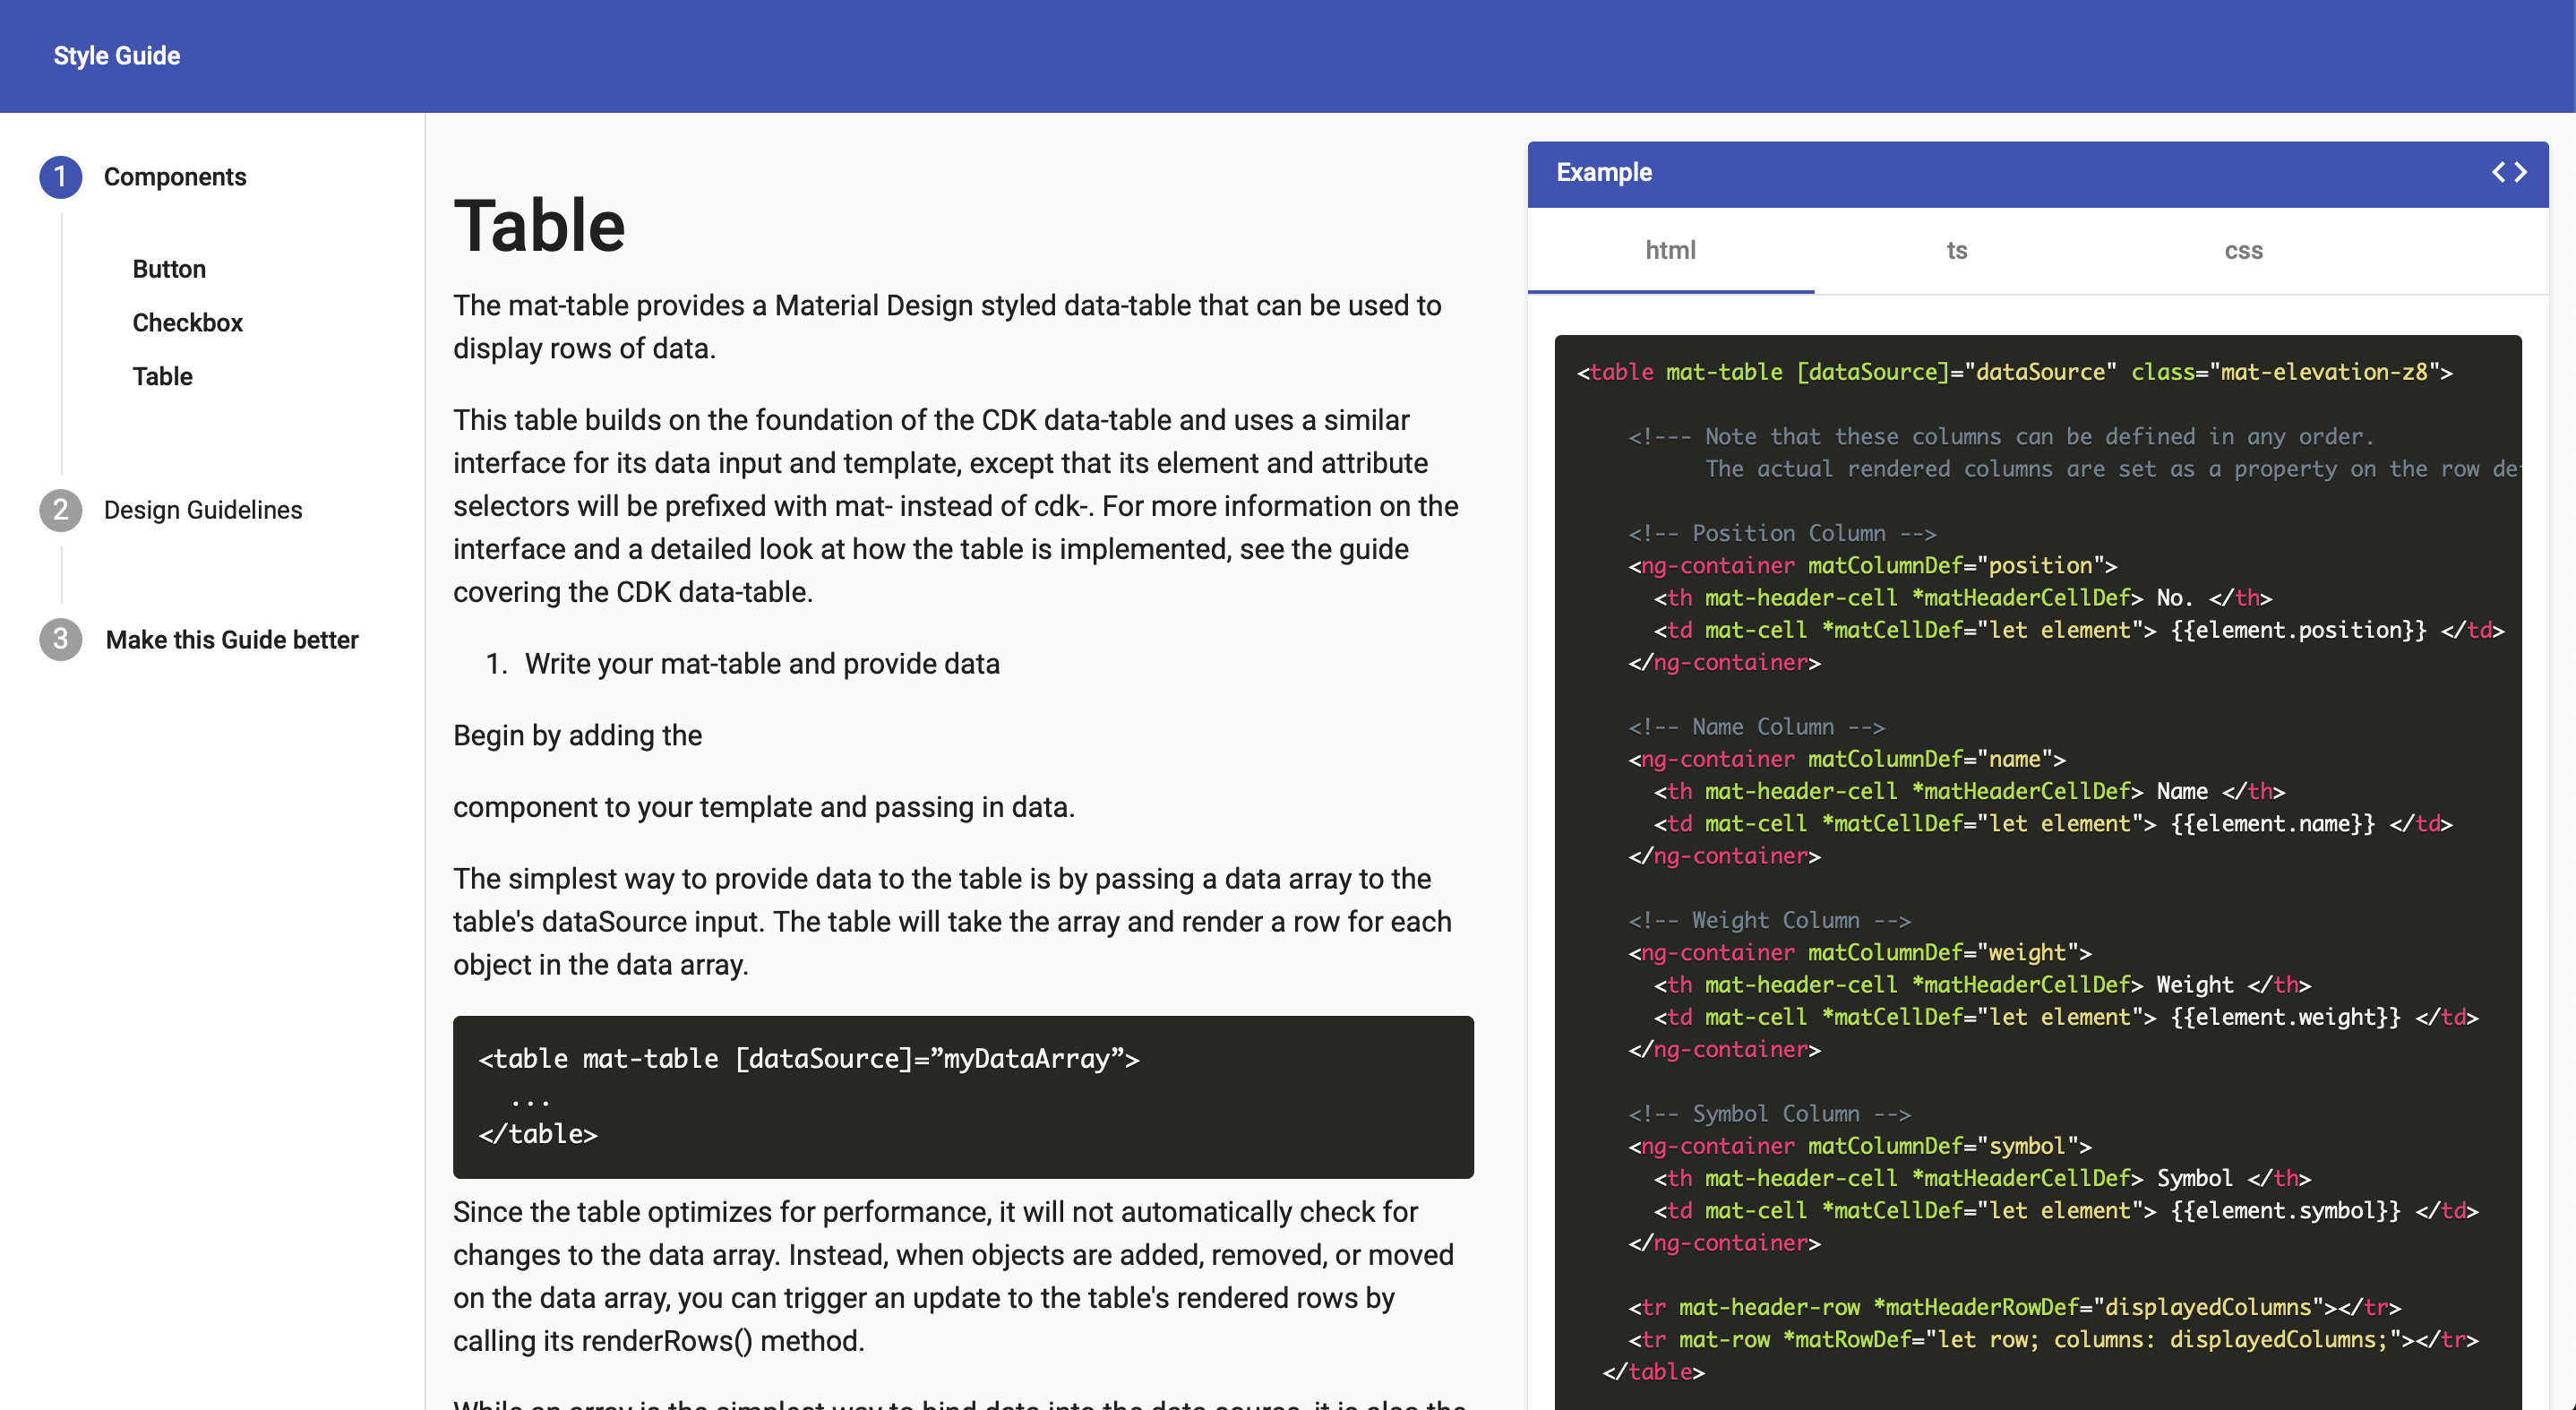 Style Guide
1 Components
Button
Checkbox
Table
2 Design Guidelines
3 Make this Guide better
Table
The mat-table provides a Material Design styled data-table that can be used to
display rows of data.
This table builds on the foundation of the CDK data-table and uses a similar
interface for its data input and template, except that its element and attribute
selectors will be prefixed with mat- instead of cdk-. For more information on the
interface and a detailed look at how the table is implemented, see the guide
covering the CDK data-table.
1. Write your mat-table and provide data
Begin by adding the
component to your template and passing in data.
The simplest way to provide data to the table is by passing a data array to the
table's dataSource input. The table will take the array and render a row for each
object in the data array.
<table mat-table [dataSource]=”myDataArray”>
  ...
</table>
Since the table optimizes for performance, it will not automatically check for
changes to the data array. Instead, when objects are added, removed, or moved
on the data array, you can trigger an update to the table's rendered rows by
calling its renderRows() method.
While an array is the simplest way to bind data into the data source, it is also the
Example
html
ts
css
<table mat-table [dataSource]="dataSource" class="mat-elevation-z8">
    <!--- Note that these columns can be defined in any order.
          The actual rendered columns are set as a property on the row
    <!-- Position Column -->
    <ng-container matColumnDef="position">
      <th mat-header-cell *matHeaderCellDef> No. </th>
      <td mat-cell *matCellDef="let element"> {{element.position}} </td>
    </ng-container>
    <!-- Name Column -->
    <ng-container matColumnDef="name">
      <th mat-header-cell *matHeaderCellDef> Name </th>
      <td mat-cell *matCellDef="let element"> {{element.name}} </td>
    </ng-container>
    <!-- Weight Column -->
    <ng-container matColumnDef="weight">
      <th mat-header-cell *matHeaderCellDef> Weight </th>
      <td mat-cell *matCellDef="let element"> {{element.weight}} </td>
    </ng-container>
    <!-- Symbol Column -->
    <ng-container matColumnDef="symbol">
      <th mat-header-cell *matHeaderCellDef> Symbol </th>
      <td mat-cell *matCellDef="let element"> {{element.symbol}} </td>
    </ng-container>
    <tr mat-header-row *matHeaderRowDef="displayedColumns"></tr>
    <tr mat-row *matRowDef="let row; columns: displayedColumns;"></tr>
  </table>